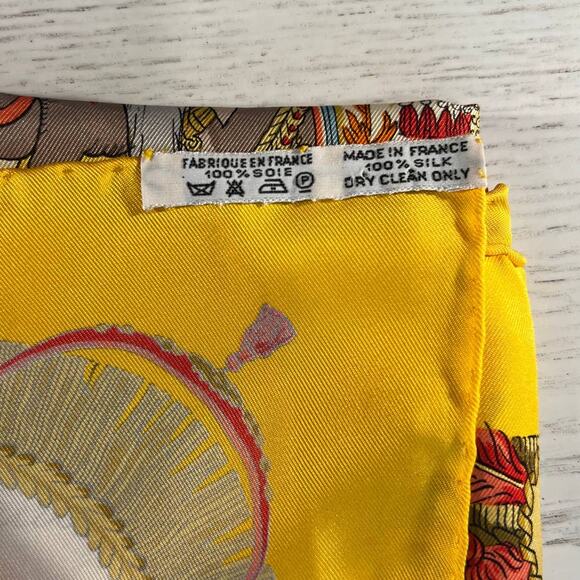 FABRIQUE EN FRANCE
100% SOIE
P
MADE IN FRANCE
100% SILK
DRY CLEAN ONLY